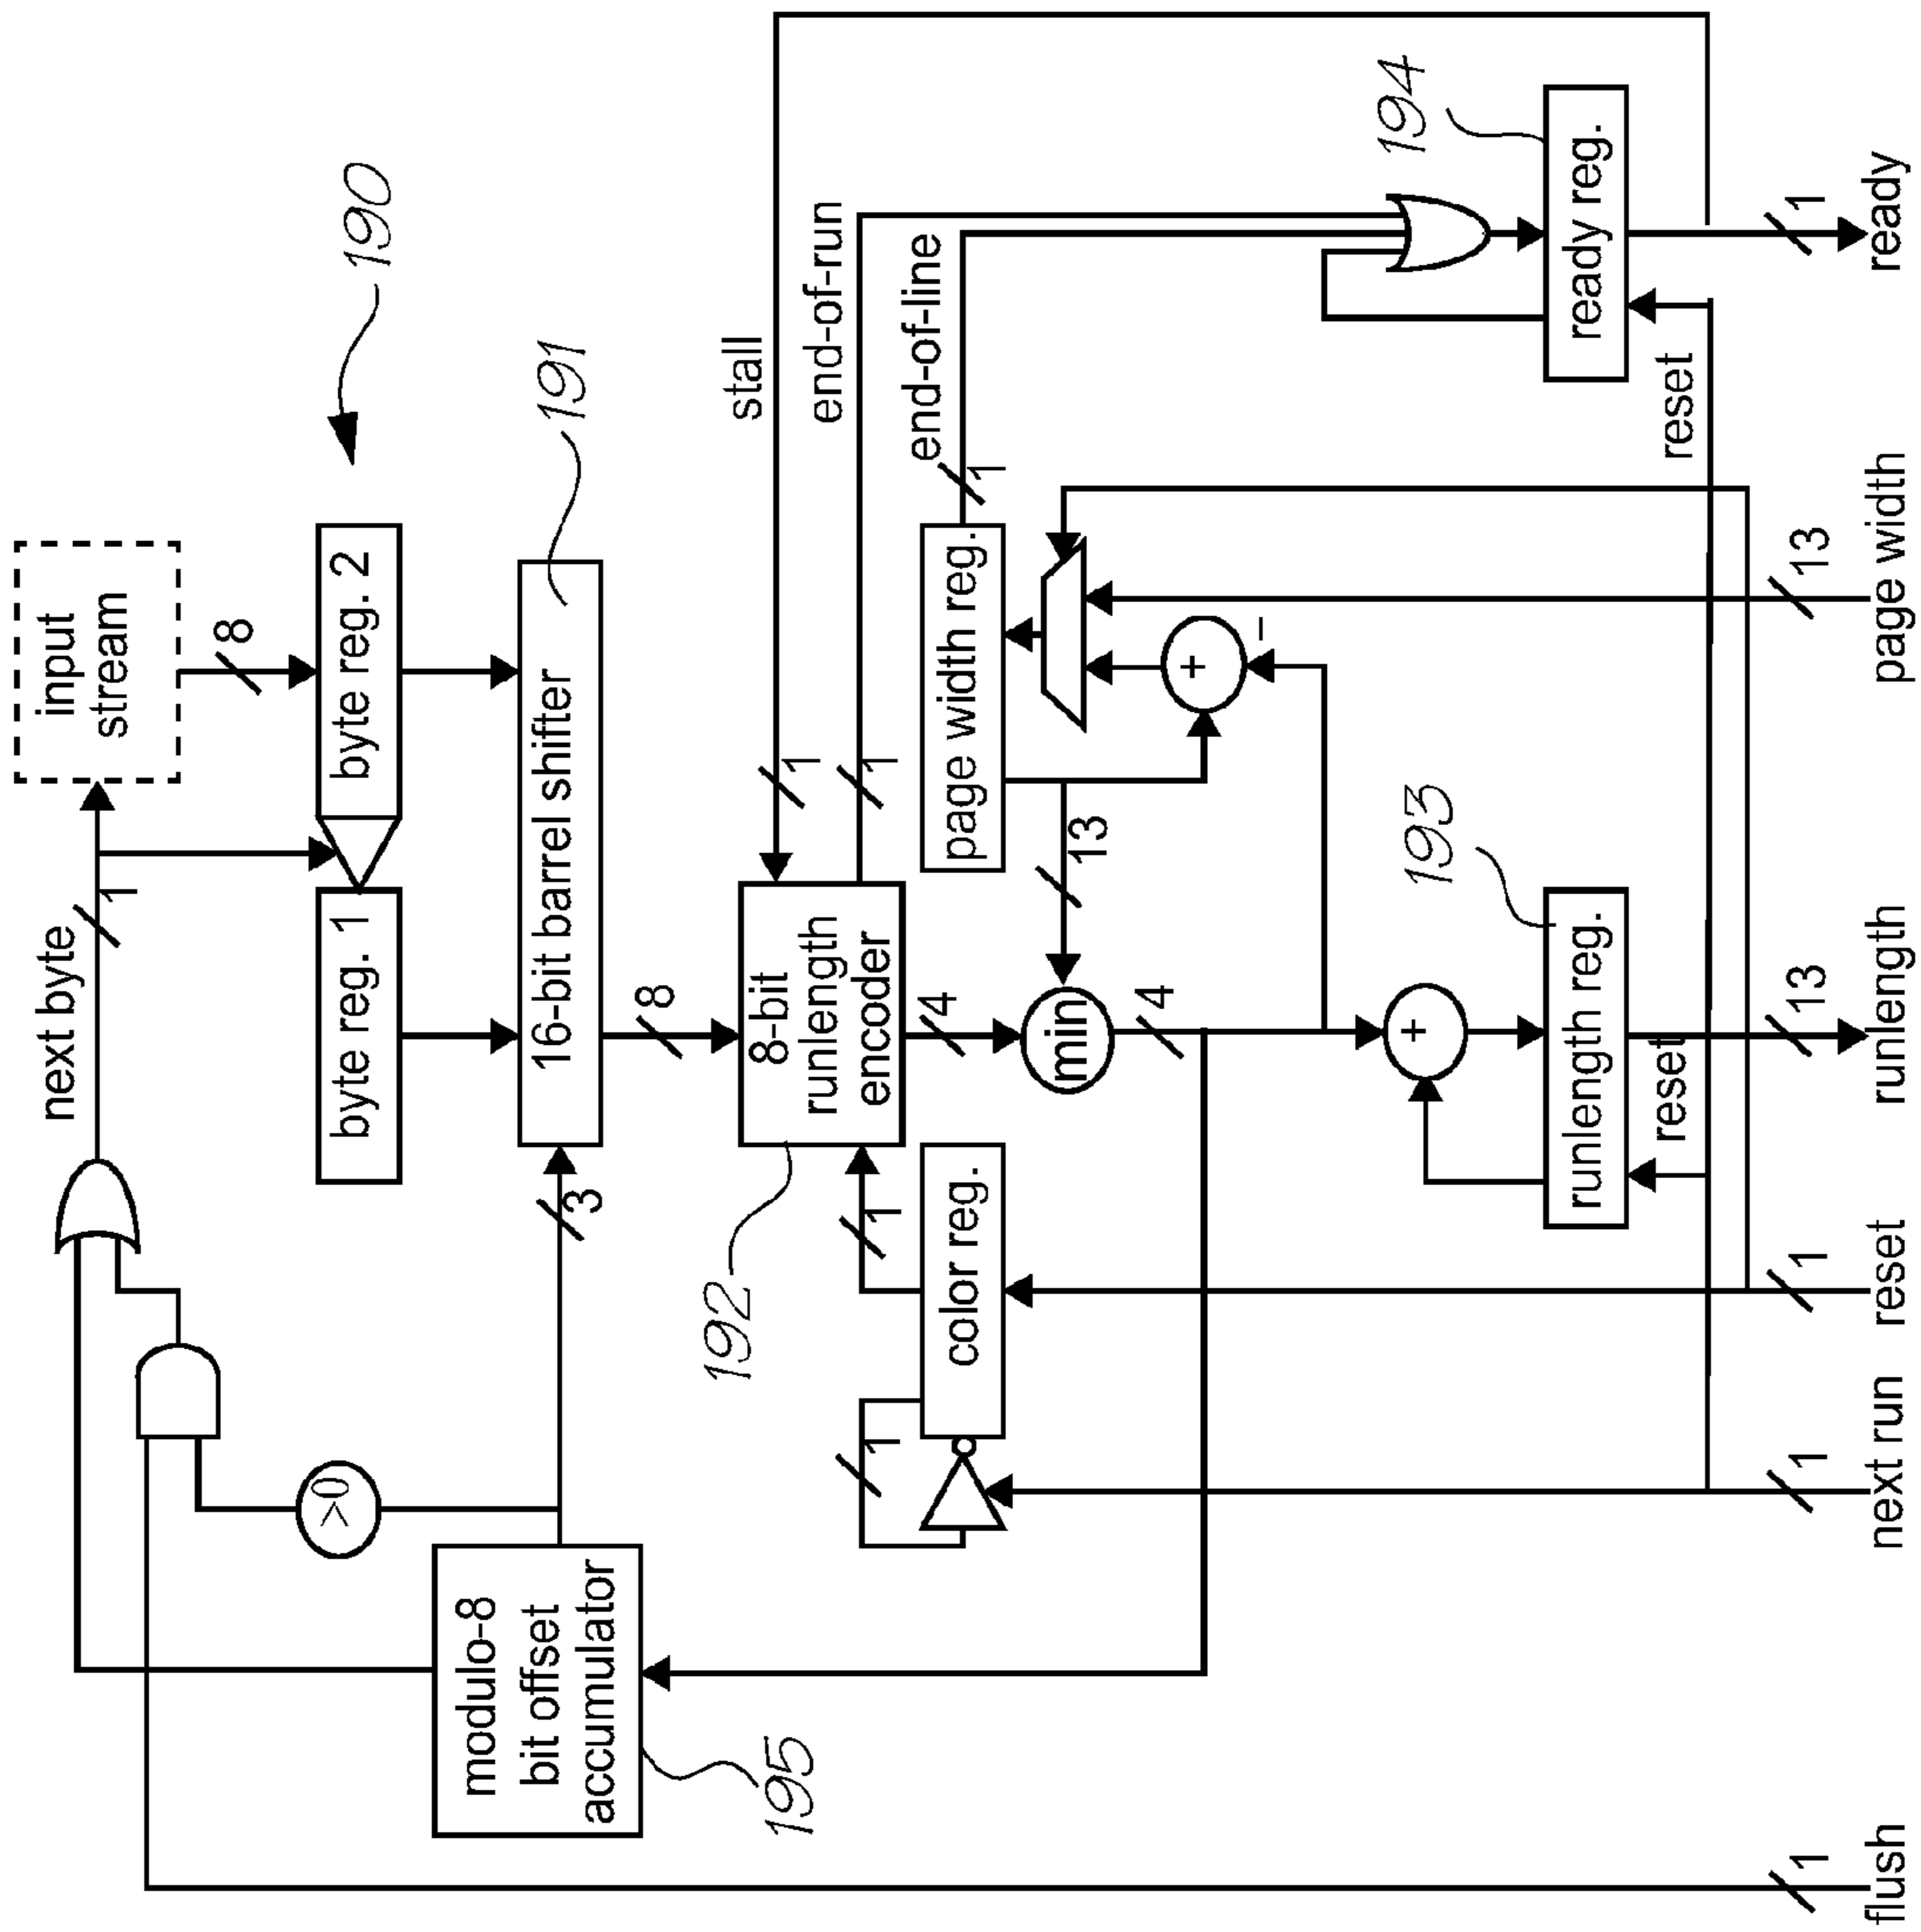 input
stream
190
next byte
1
8
byte reg. 1
byte reg. 2
191
16-bit barrel shifter
>0
3
8
modulo-8
bit offset
accumulator
195
192
8-bit
runlength
encoder
stall
1
end-of-run
1
end-of-line
1
1
1
color reg.
4
min
13
page width reg.
4
+
−
+
193
194
runlength reg.
ready reg.
reset
reset
1
1
1
13
13
1
flush
next run
reset
runlength
page width
ready